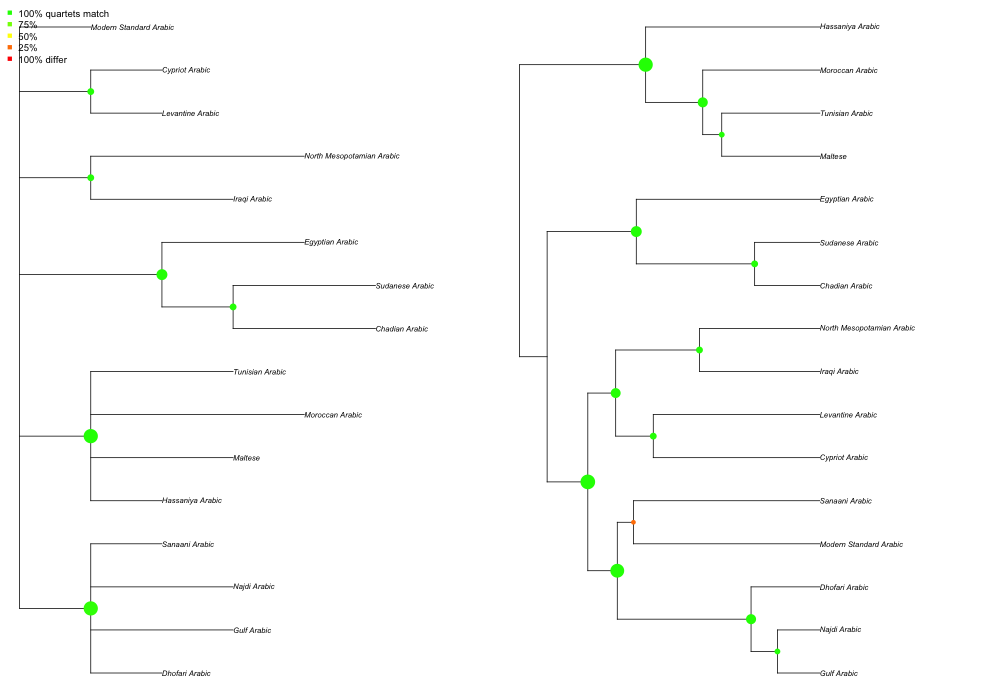 100% quartets match
75%
50%
25%
100% differ
Modern Standard Arabic
Cypriot Arabic
Levantine Arabic
North Mesopotamian Arabic
Iraqi Arabic
Egyptian Arabic
Sudanese Arabic
Chadian Arabic
Tunisian Arabic
Moroccan Arabic
Maltese
Hassaniya Arabic
Sanaani Arabic
Najdi Arabic
Gulf Arabic
Dhofari Arabic
Hassaniya Arabic
Moroccan Arabic
Tunisian Arabic
Maltese
Egyptian Arabic
Sudanese Arabic
Chadian Arabic
North Mesopotamian Arabic
Iraqi Arabic
Levantine Arabic
Cypriot Arabic
Sanaani Arabic
Modern Standard Arabic
Dhofari Arabic
Najdi Arabic
Gulf Arabic